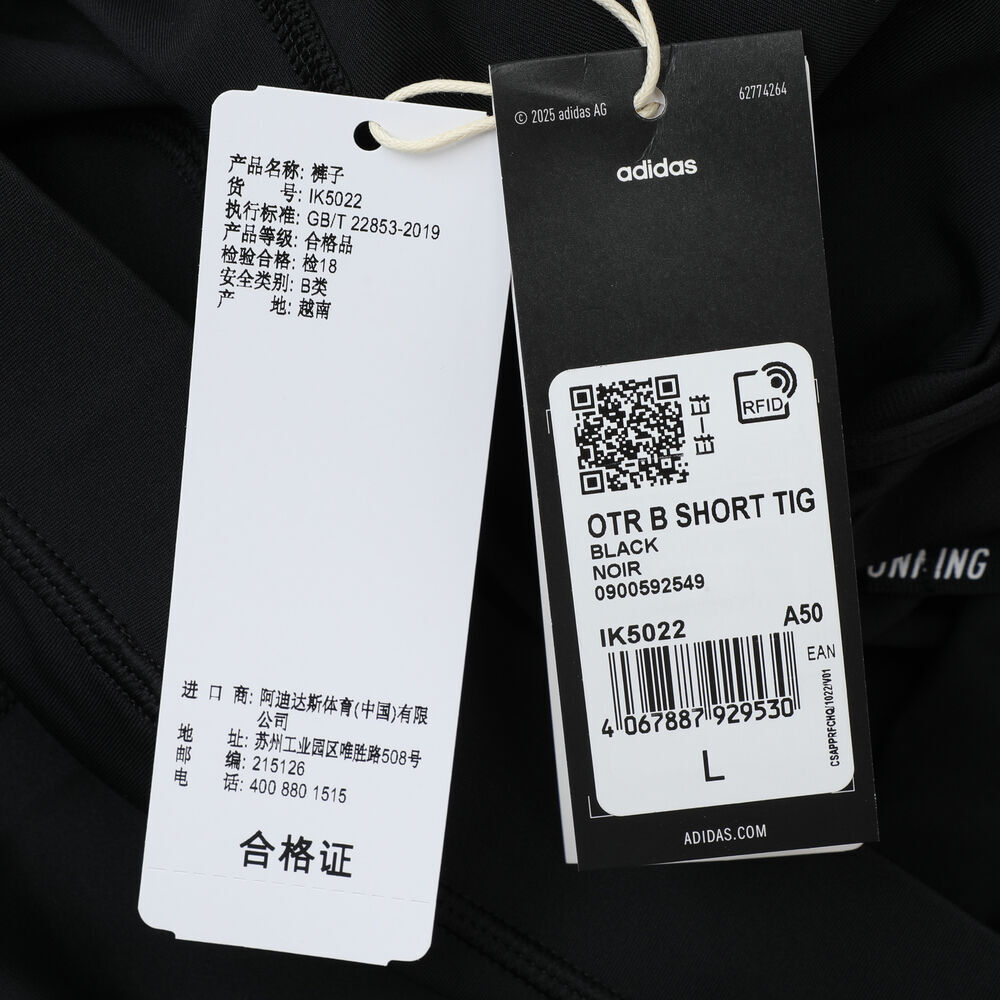 产品名称: 裤子
货 号: IK5022
执行标准: GB/T 22853-2019
产品等级: 合格品
检验合格: 检18
安全类别: B类
产 地: 越南
进 口 商: 阿迪达斯体育(中国)有限
公司
地 址: 苏州工业园区唯胜路508号
邮 编: 215126
电 话: 400 880 1515
合格证
© 2025 adidas AG
62774264
adidas
RFID
OTR B SHORT TIG
BLACK
NOIR
0900592549
IK5022
A50
EAN
4 067887 929530
CSAPPRFCHQ/1022/V01
L
ADIDAS.COM
ING